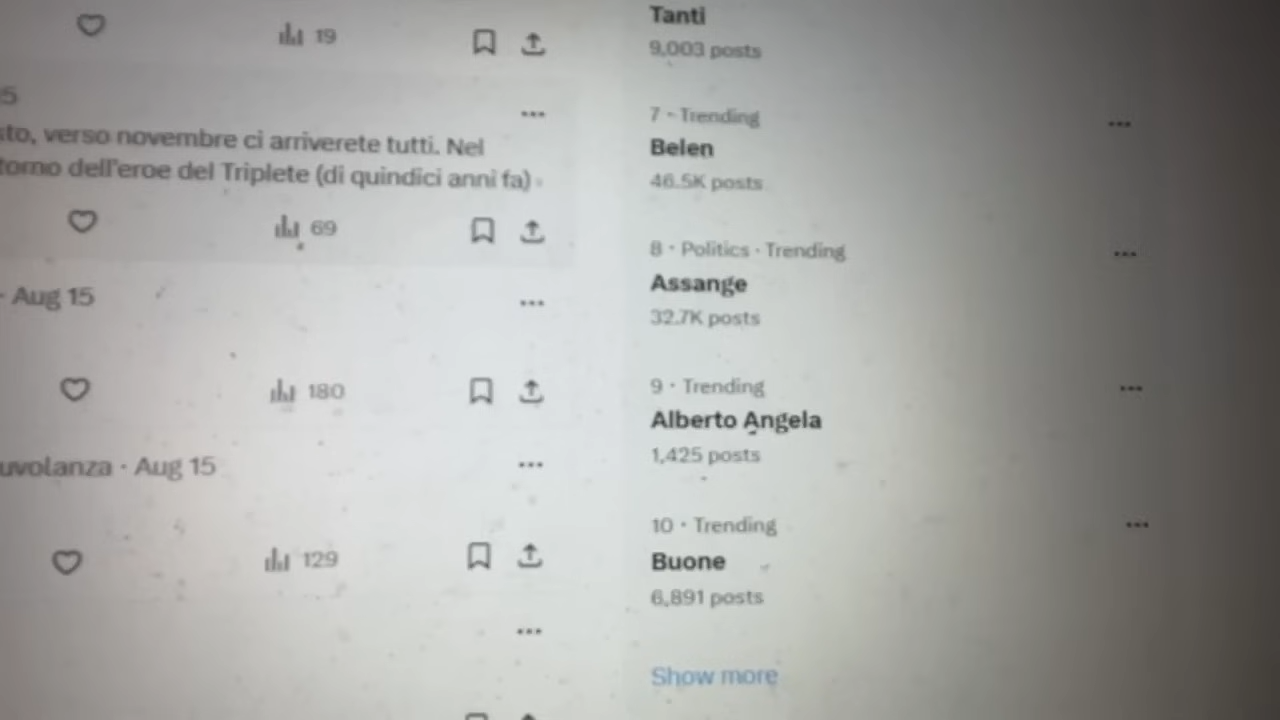 19
5
sto, verso novembre ci arriverete tutti. Nel
torno dell'eroe del Triplete (di quindici anni fa)
69
· Aug 15
180
uvolanza · Aug 15
129
Tanti
9,003 posts
7 · Trending
Belen
46.5K posts
8 · Politics · Trending
Assange
32.7K posts
9 · Trending
Alberto Angela
1,425 posts
10 · Trending
Buone
6,891 posts
Show more